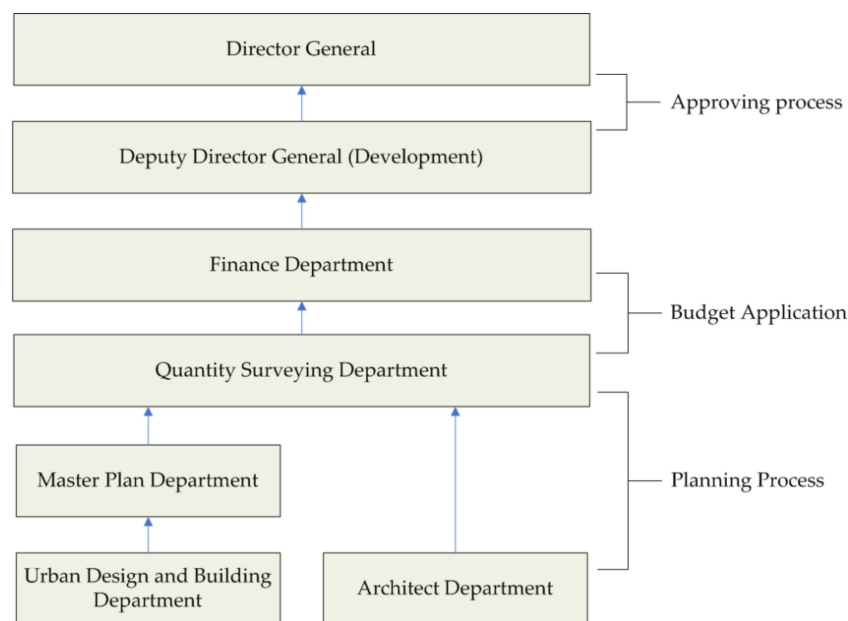 Director General
Approving process
Deputy Director General (Development)
Finance Department
Budget Application
Quantity Surveying Department
Master Plan Department
Planning Process
Urban Design and Building
Department
Architect Department